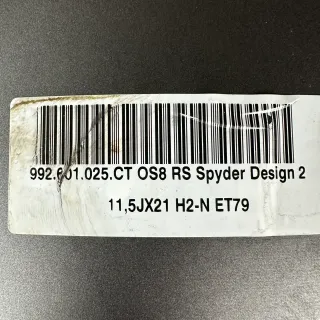 992.601.025.CT OS8 RS Spyder Design 2
11,5JX21 H2-N ET79